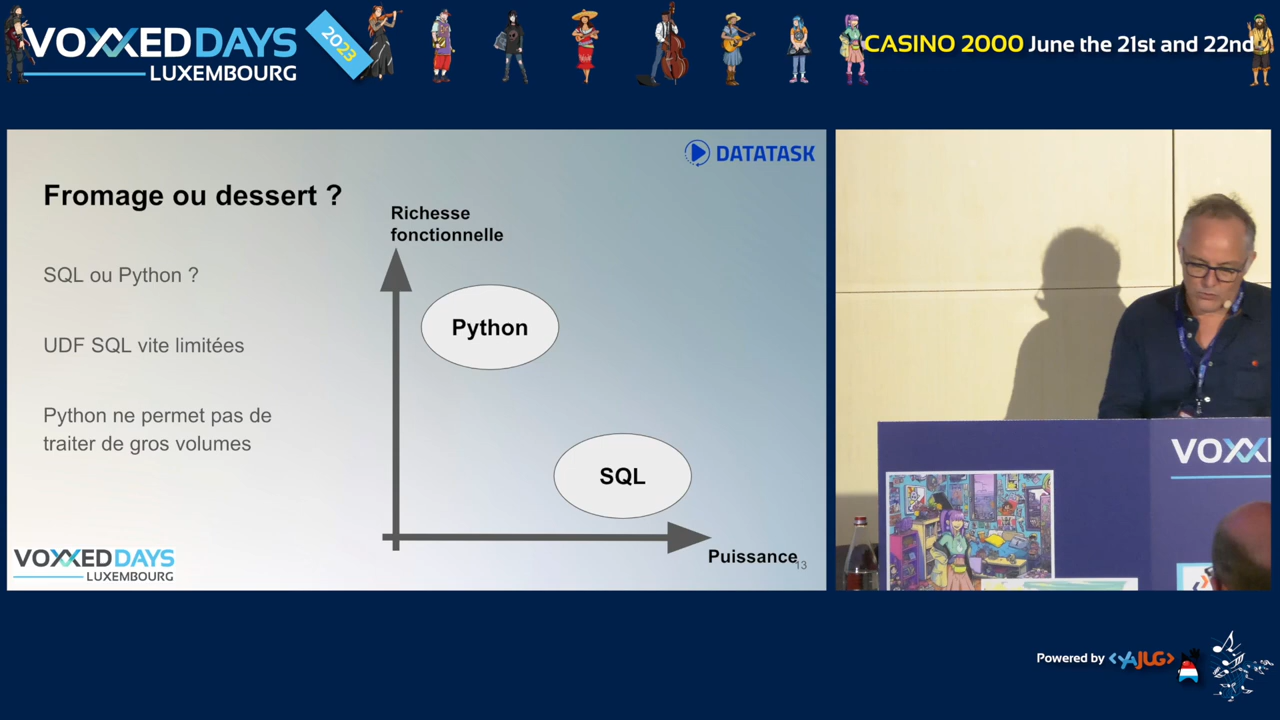 VOXXEDDAYS
LUXEMBOURG
2023
CASINO 2000 June the 21st and 22nd
DATATASK
Fromage ou dessert ?
Richesse
fonctionnelle
SQL ou Python ?
Python
UDF SQL vite limitées
Python ne permet pas de
traiter de gros volumes
SQL
Puissance
13
VOXXEDDAYS
LUXEMBOURG
VOXX
Powered by <YAJUG>